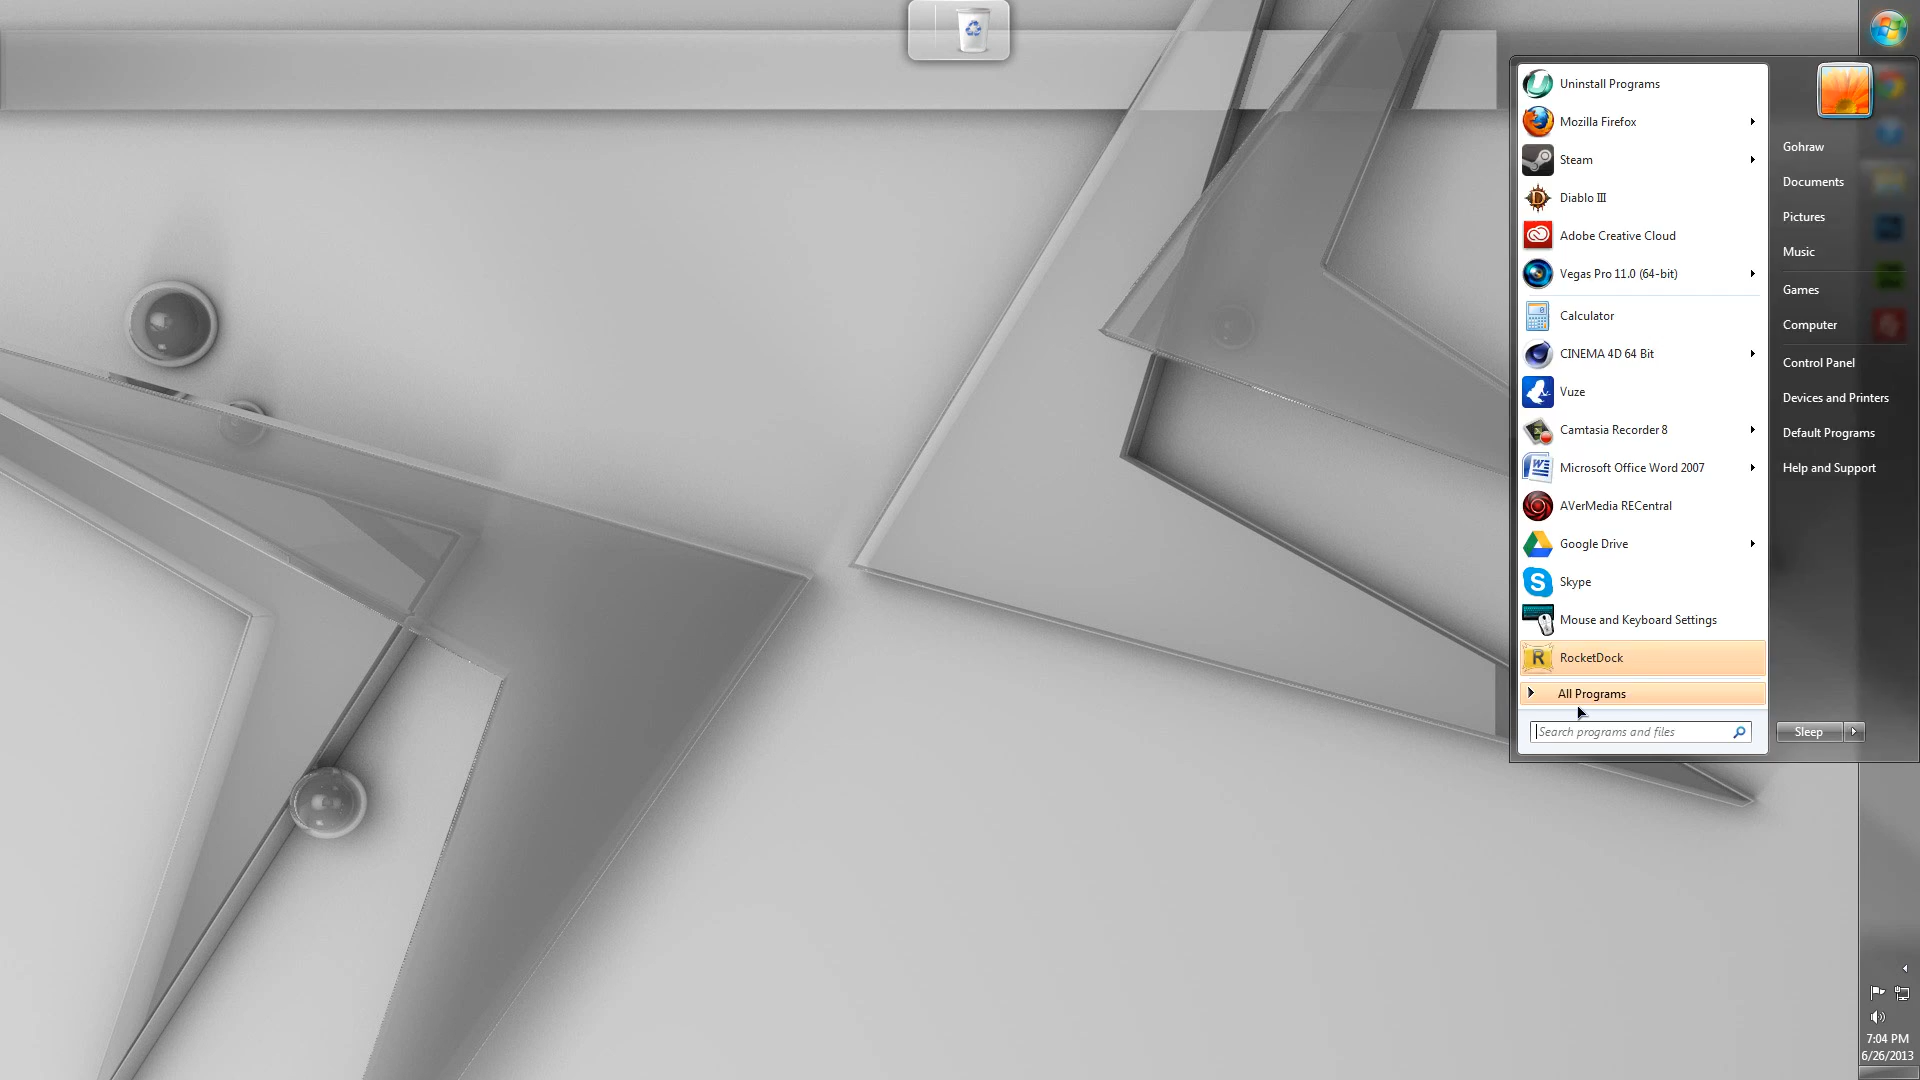 Uninstall Programs
Mozilla Firefox
Steam
Diablo III
Adobe Creative Cloud
Vegas Pro 11.0 (64-bit)
Calculator
CINEMA 4D 64 Bit
Vuze
Camtasia Recorder 8
Microsoft Office Word 2007
AVerMedia RECentral
Google Drive
Skype
Mouse and Keyboard Settings
RocketDock
All Programs
Search programs and files
Gohraw
Documents
Pictures
Music
Games
Computer
Control Panel
Devices and Printers
Default Programs
Help and Support
Sleep
7:04 PM
6/26/2013